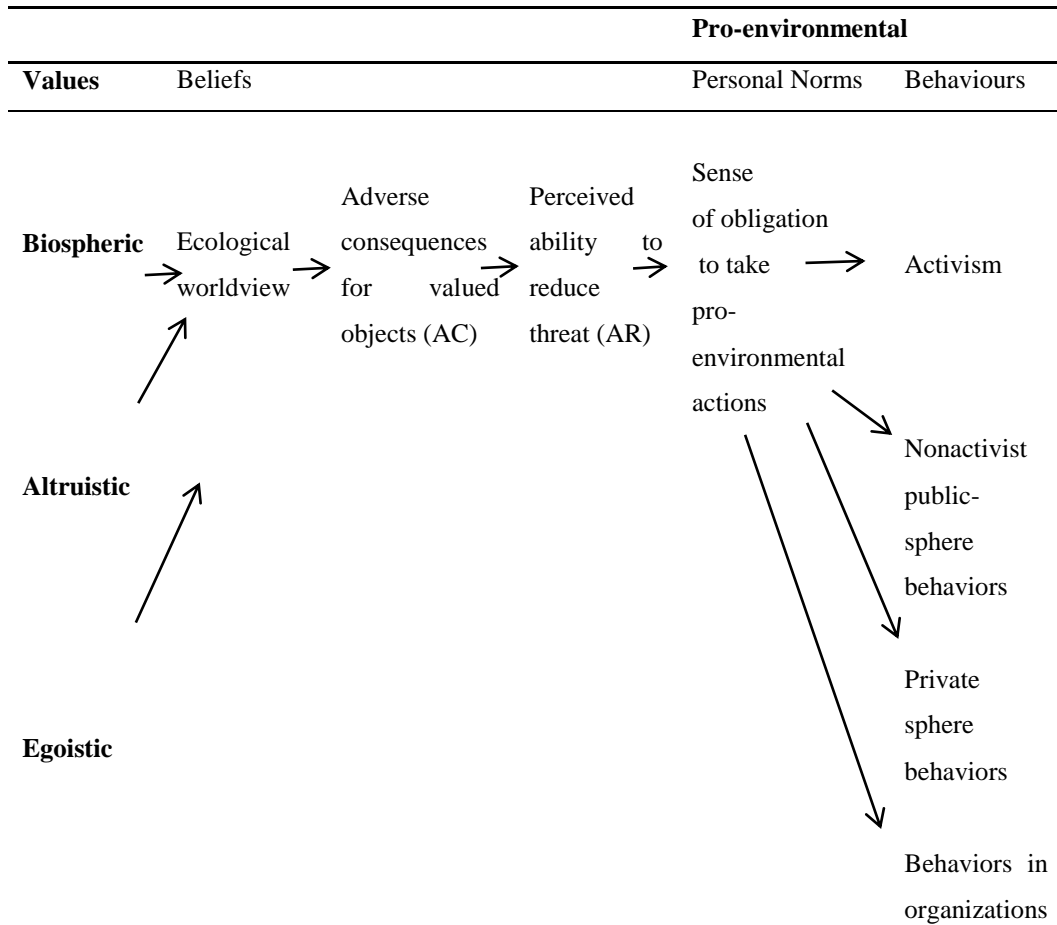 Pro-environmental
Values Beliefs Personal Norms Behaviours
Biospheric
Ecological
worldview
Adverse
consequences
for valued
objects (AC)
Perceived
ability to
reduce
threat (AR)
Sense
of obligation
to take
pro-
environmental
actions
Activism
Altruistic
Nonactivist
public-
sphere
behaviors
Egoistic
Private
sphere
behaviors
Behaviors in
organizations